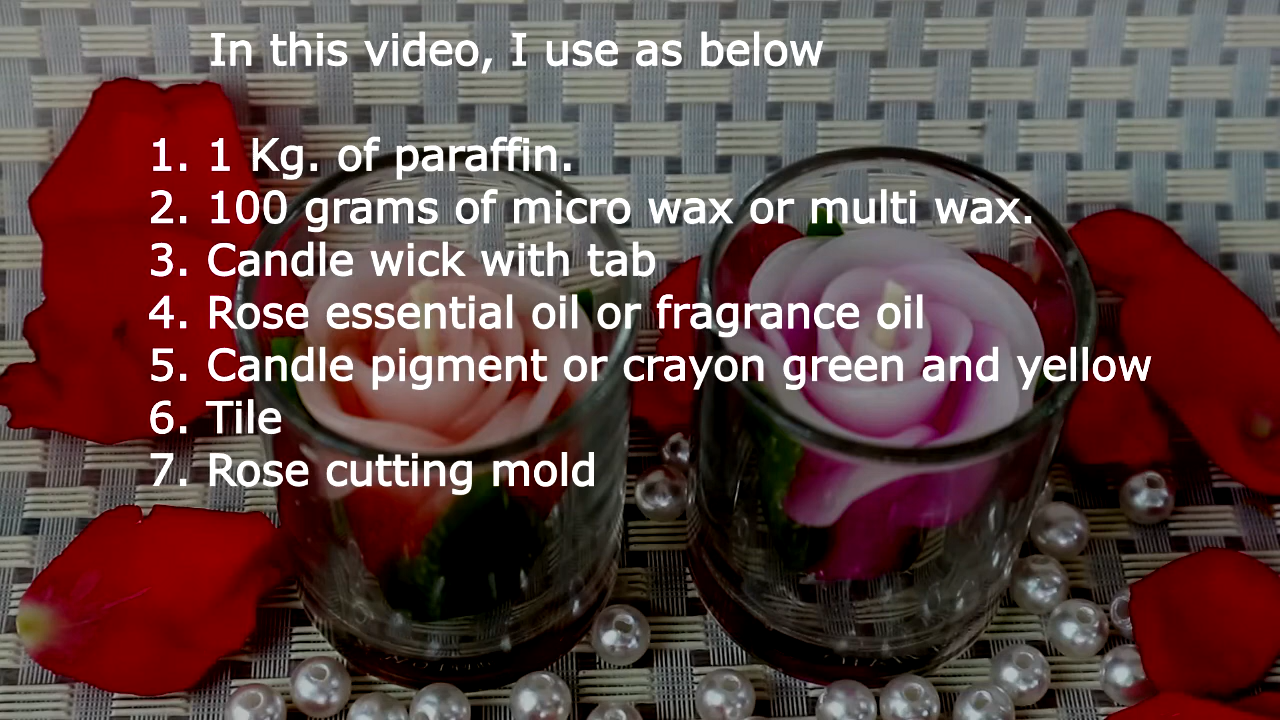 In this video, I use as below
1. 1 Kg. of paraffin.
2. 100 grams of micro wax or multi wax.
3. Candle wick with tab
4. Rose essential oil or fragrance oil
5. Candle pigment or crayon green and yellow
6. Tile
7. Rose cutting mold